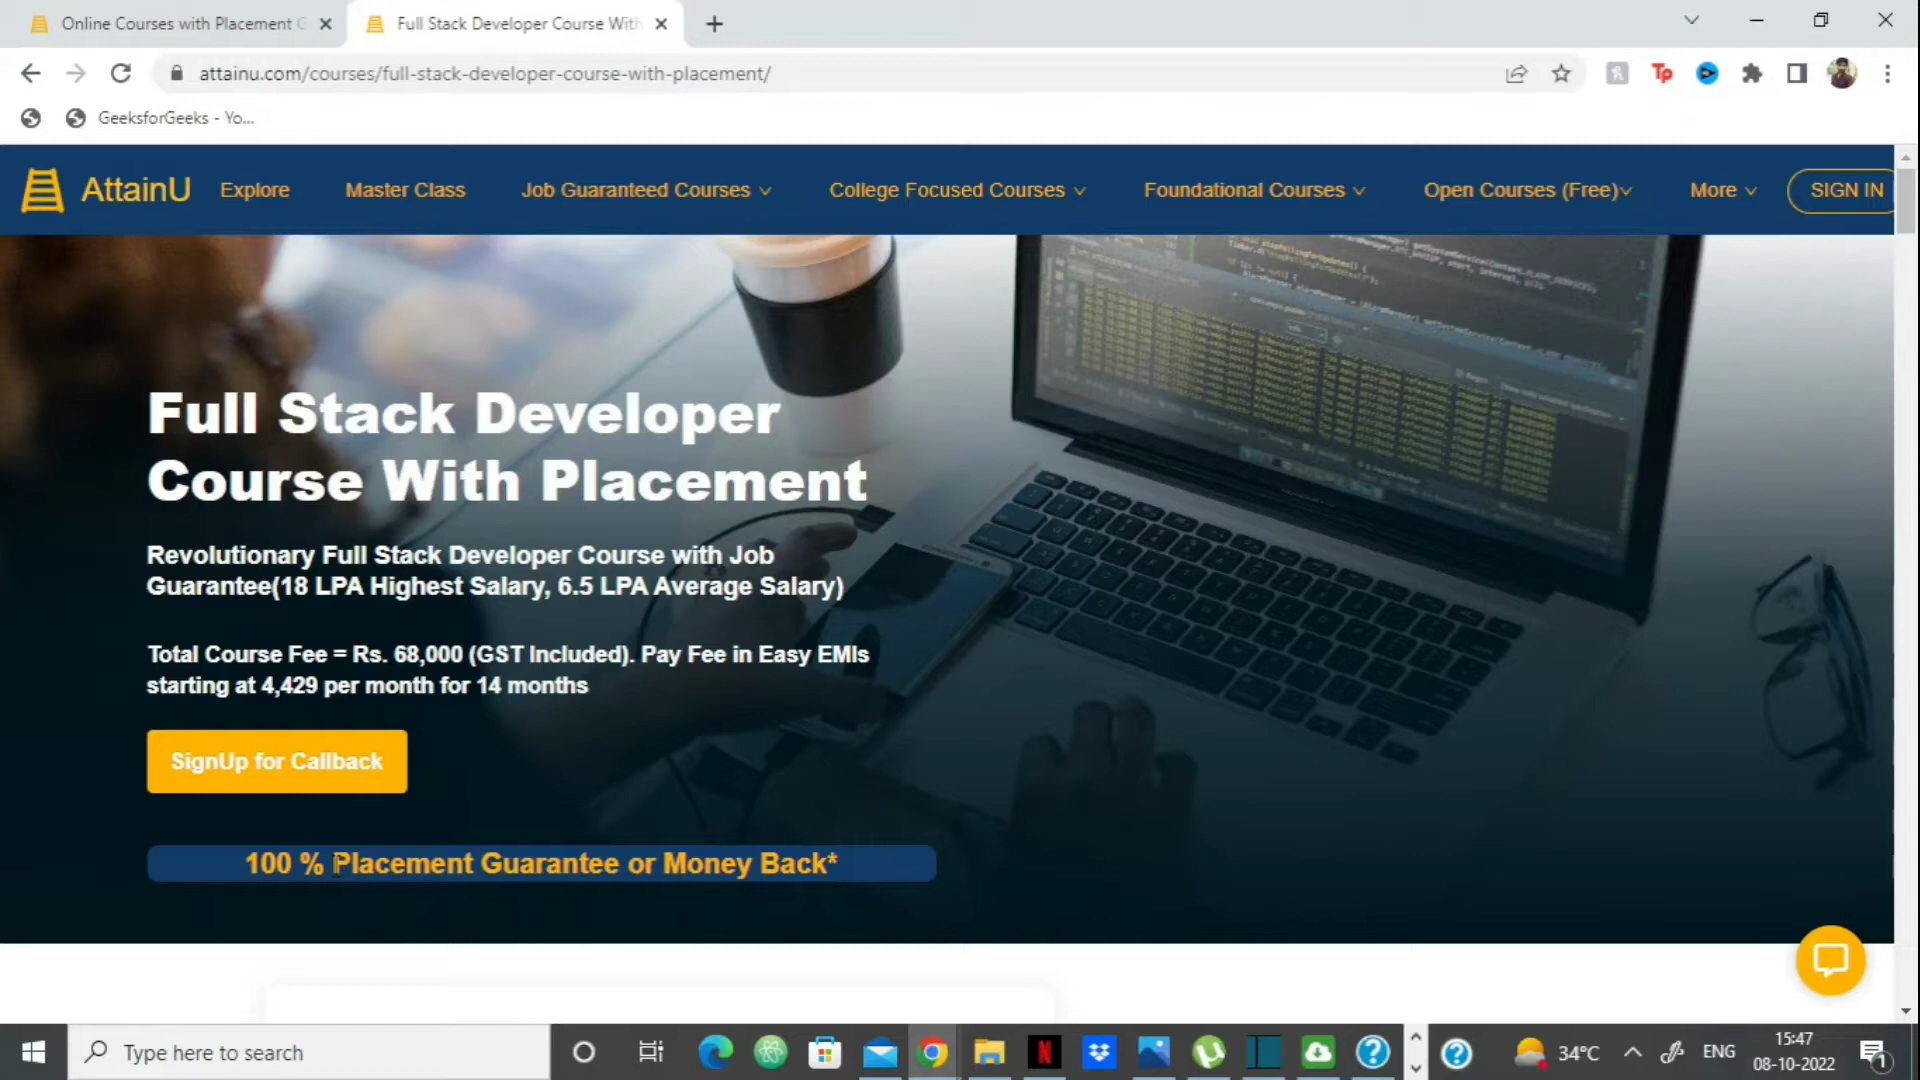 Online Courses with Placement G
Full Stack Developer Course With
attainu.com/courses/full-stack-developer-course-with-placement/
Tp
GeeksforGeeks - Yo...
AttainU
Explore
Master Class
Job Guaranteed Courses
College Focused Courses
Foundational Courses
Open Courses (Free)
More
SIGN IN
Full Stack Developer
Course With Placement
Revolutionary Full Stack Developer Course with Job
Guarantee(18 LPA Highest Salary, 6.5 LPA Average Salary)
Total Course Fee = Rs. 68,000 (GST Included). Pay Fee in Easy EMIs
starting at 4,429 per month for 14 months
SignUp for Callback
100 % Placement Guarantee or Money Back*
Type here to search
34°C
ENG
15:47
08-10-2022
1